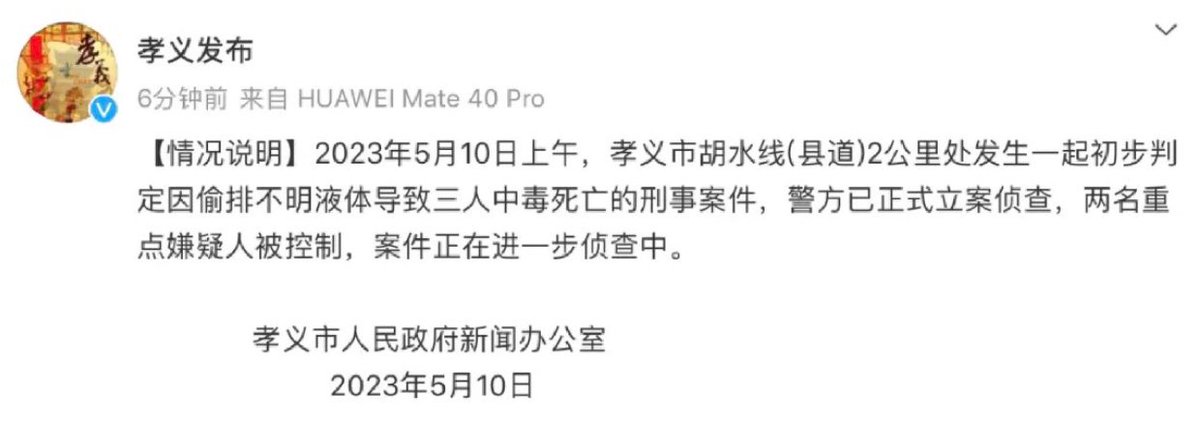 孝义
孝义发布
6分钟前 来自 HUAWEI Mate 40 Pro
【情况说明】2023年5月10日上午，孝义市胡水线(县道)2公里处发生一起初步判
定因偷排不明液体导致三人中毒死亡的刑事案件，警方已正式立案侦查，两名重
点嫌疑人被控制，案件正在进一步侦查中。
孝义市人民政府新闻办公室
2023年5月10日